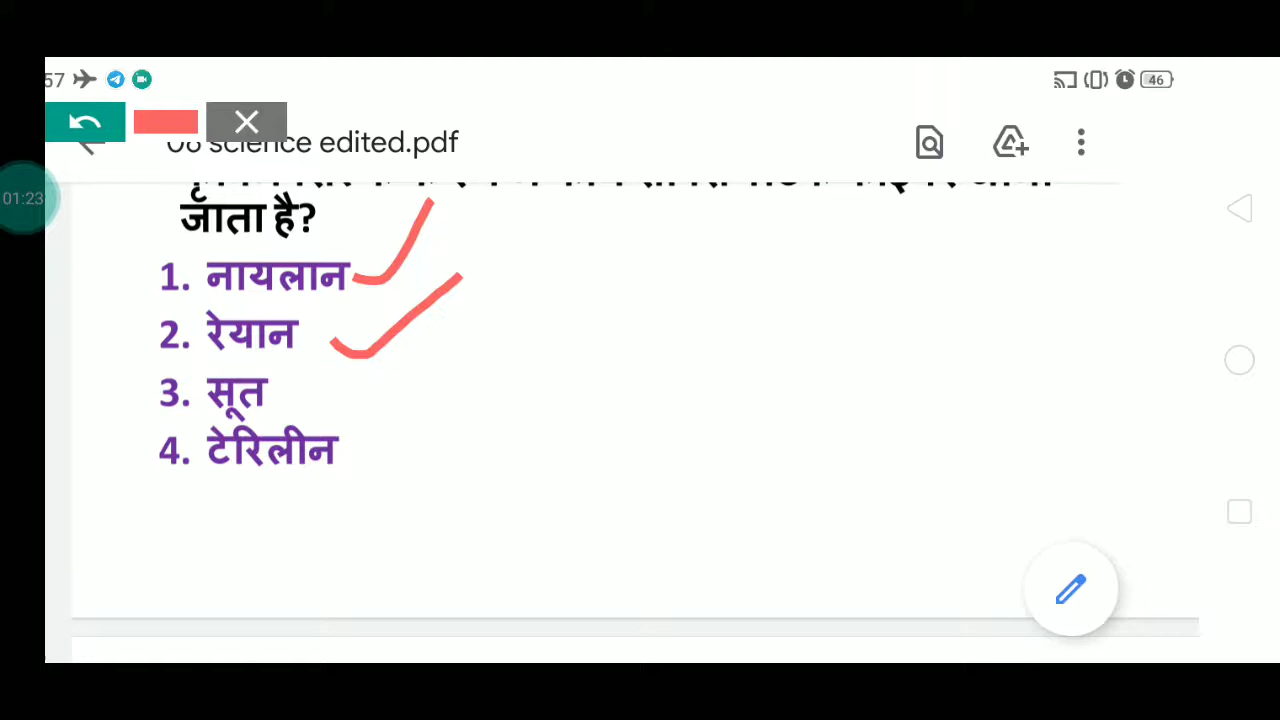 57
46
01:23
06 science edited.pdf
जाता है?
1. नायलान
2. रेयान
3. सूत
4. टेरिलीन